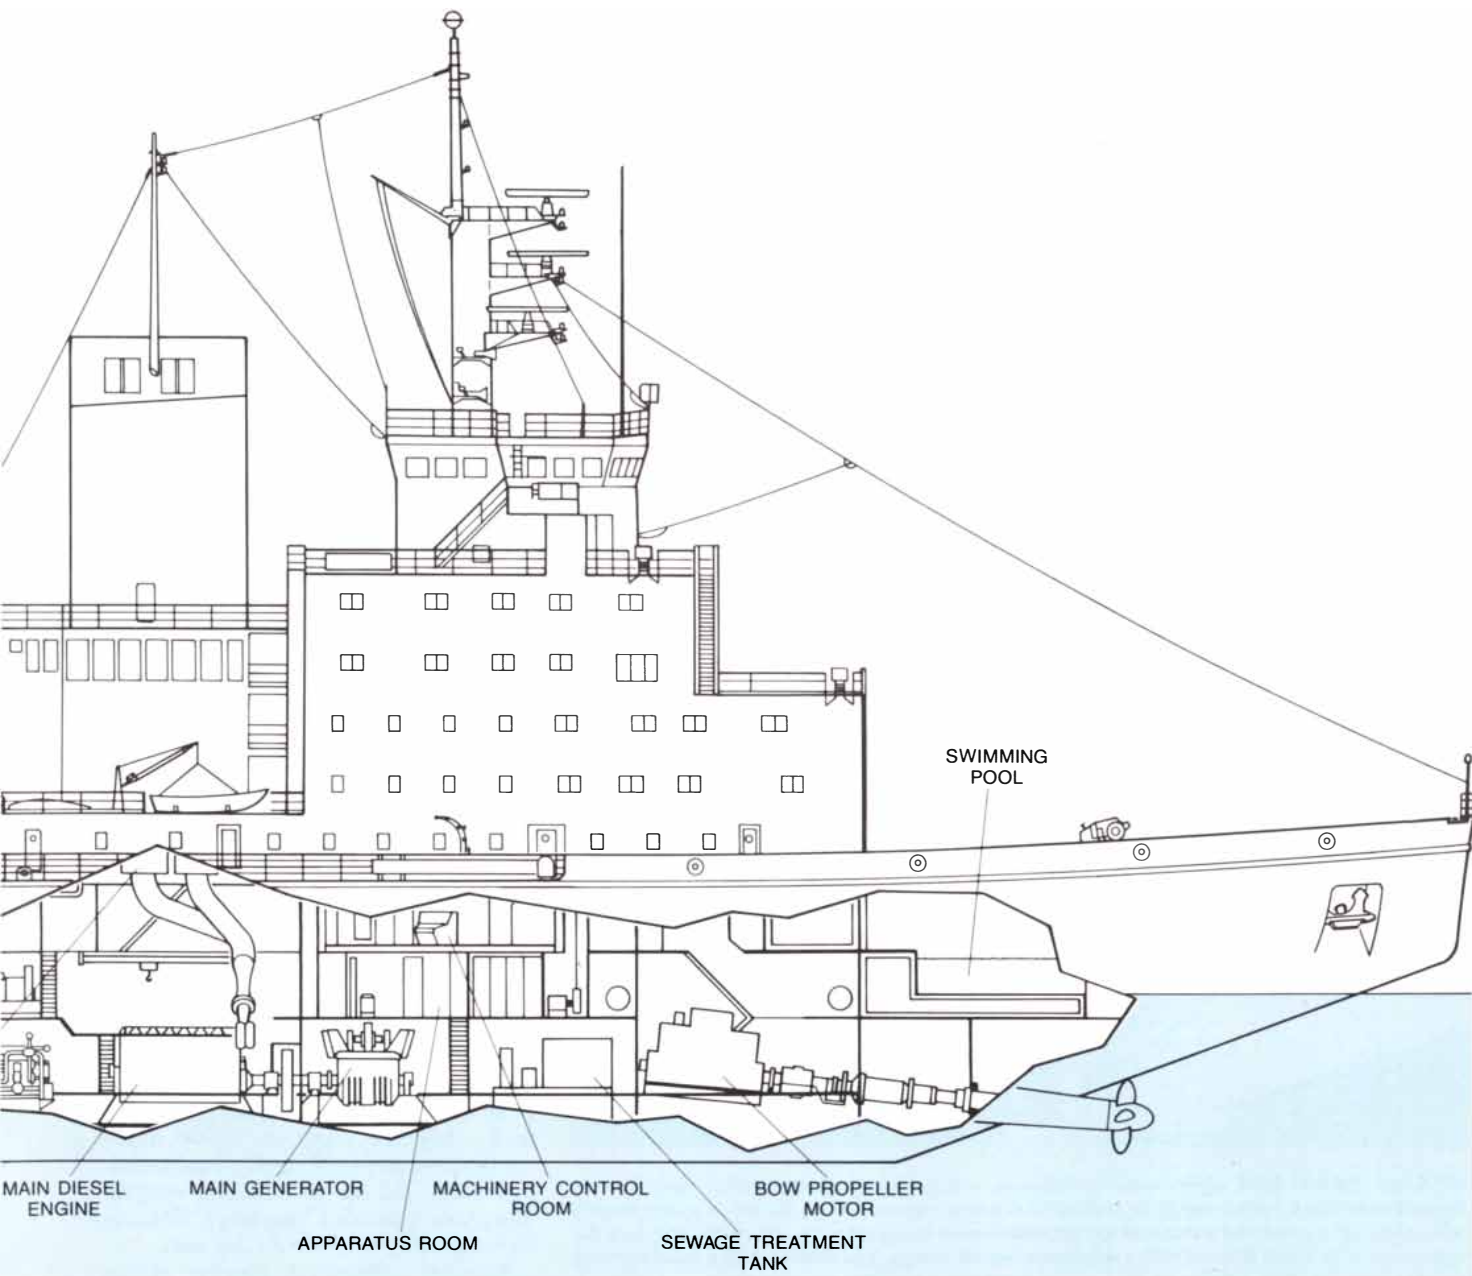 SWIMMING
POOL
MAIN DIESEL
ENGINE
MAIN GENERATOR
MACHINERY CONTROL
ROOM
BOW PROPELLER
MOTOR
APPARATUS ROOM
SEWAGE TREATMENT
TANK